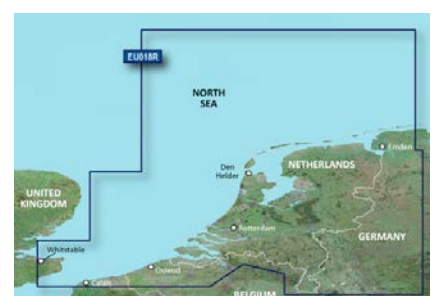 EU018R
NORTH
SEA
Emden
Den
Helder
NETHERLANDS
UNITED
KINGDOM
Rotterdam
GERMANY
Whitstable
Ostend
Calais
BELGIUM